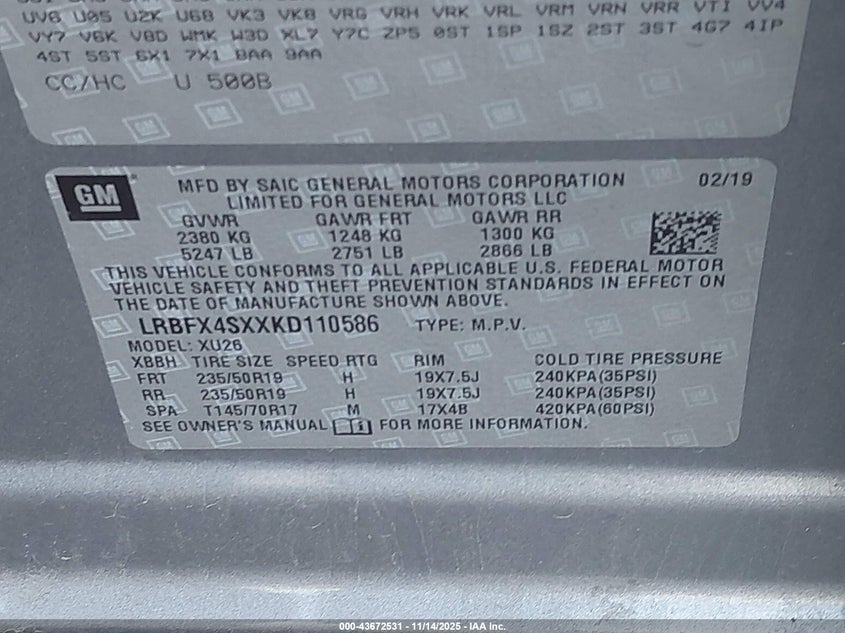 UV6 U05 U2K U68 VK3 VK8 VRG VRH VRK VRL VRM VRN VRR VTI VV4
VY7 V6K V8D WMK W3D XL7 Y7C ZP5 0ST 1SP 1SZ 2ST 3ST 4G7 4IP
4ST 5ST 6X1 7X1 8AA 9AA
CC/HC U 500B
GM
MFD BY SAIC GENERAL MOTORS CORPORATION 02/19
LIMITED FOR GENERAL MOTORS LLC
GVWR GAWR FRT GAWR RR
2380 KG 1248 KG 1300 KG
5247 LB 2751 LB 2866 LB
THIS VEHICLE CONFORMS TO ALL APPLICABLE U.S. FEDERAL MOTOR
VEHICLE SAFETY AND THEFT PREVENTION STANDARDS IN EFFECT ON
THE DATE OF MANUFACTURE SHOWN ABOVE.
LRBFX4SXXKD110586 TYPE: M.P.V.
MODEL: XU26
XBBH TIRE SIZE SPEED RTG RIM COLD TIRE PRESSURE
FRT 235/50R19 H 19X7.5J 240KPA(35PSI)
RR 235/50R19 H 19X7.5J 240KPA(35PSI)
SPA T145/70R17 M 17X4B 420KPA(60PSI)
SEE OWNER'S MANUAL FOR MORE INFORMATION.
000-43672531 - 11/14/2025 - IAA Inc.